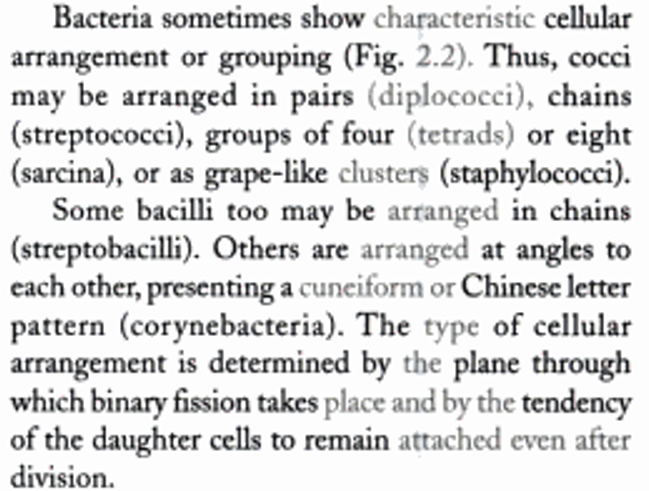 Bacteria sometimes show characteristic cellular
arrangement or grouping (Fig. 2.2). Thus, cocci
may be arranged in pairs (diplococci), chains
(streptococci), groups of four (tetrads) or eight
(sarcina), or as grape-like clusters (staphylococci).
Some bacilli too may be arranged in chains
(streptobacilli). Others are arranged at angles to
each other, presenting a cuneiform or Chinese letter
pattern (corynebacteria). The type of cellular
arrangement is determined by the plane through
which binary fission takes place and by the tendency
of the daughter cells to remain attached even after
division.